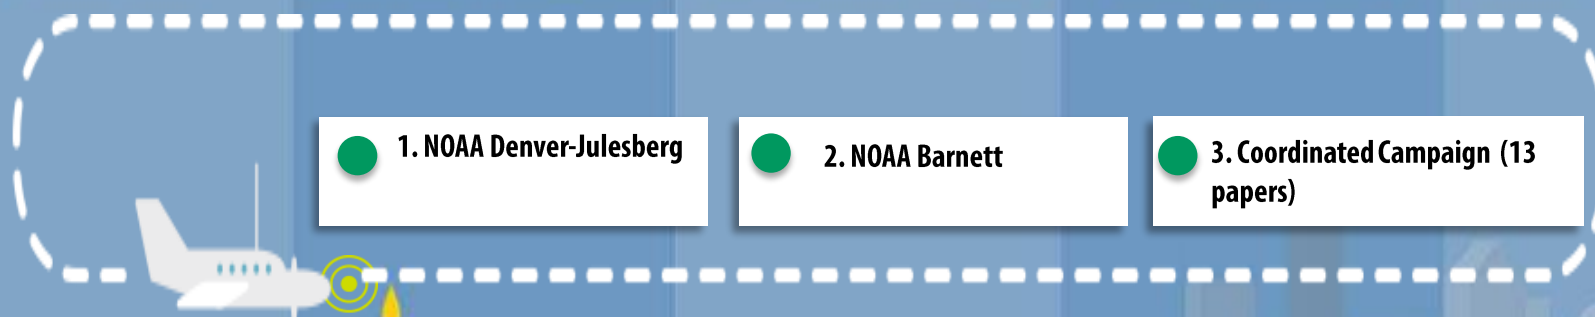 1. NOAA Denver-Julesberg
2. NOAA Barnett
3. Coordinated Campaign (13
papers)